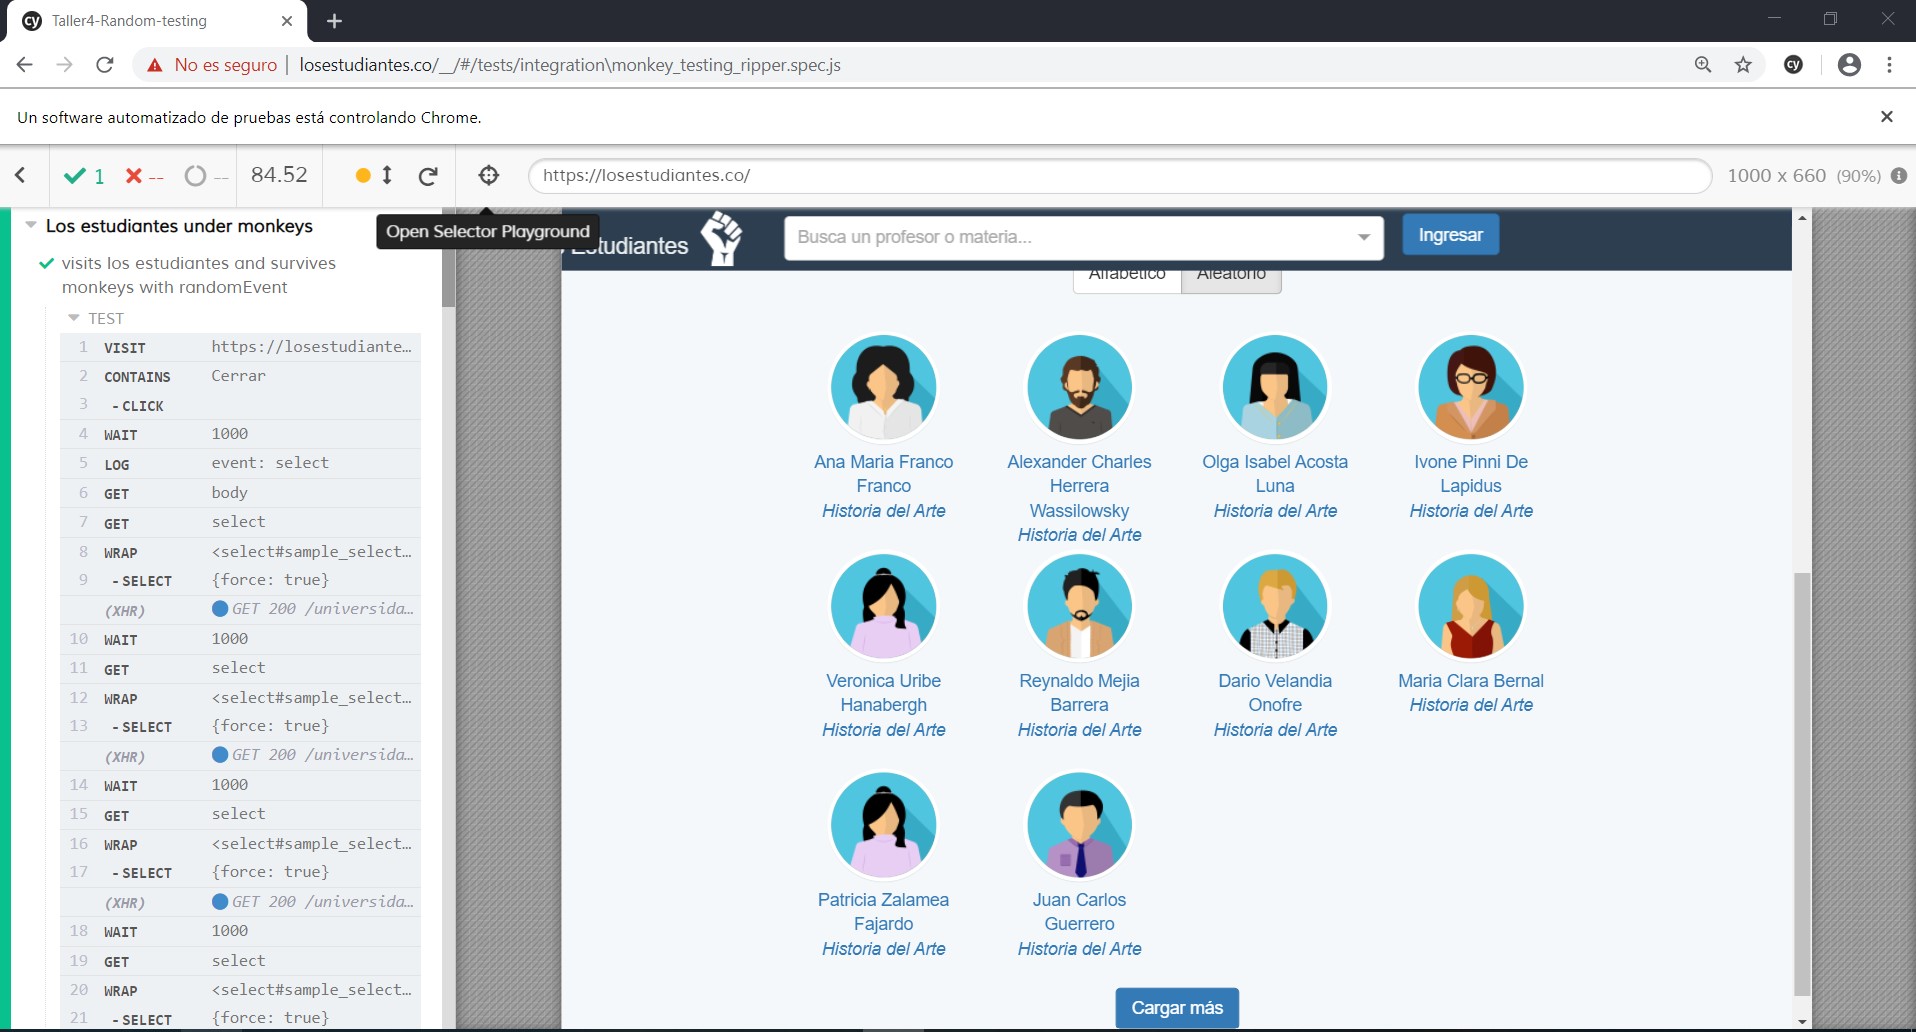 Taller4-Random-testing
No es seguro | losestudiantes.co/__/#/tests/integration\monkey_testing_ripper.spec.js
Un software automatizado de pruebas está controlando Chrome.
1 -- -- 84.52
https://losestudiantes.co/
1000 x 660 (90%)
Open Selector Playground
Los estudiantes under monkeys
visits los estudiantes and survives
monkeys with randomEvent
TEST
1 VISIT https://losestudiante...
2 CONTAINS Cerrar
3 - CLICK
4 WAIT 1000
5 LOG event: select
6 GET body
7 GET select
8 WRAP <select#sample_select...
9 - SELECT {force: true}
(XHR) GET 200 /universida...
10 WAIT 1000
11 GET select
12 WRAP <select#sample_select...
13 - SELECT {force: true}
(XHR) GET 200 /universida...
14 WAIT 1000
15 GET select
16 WRAP <select#sample_select...
17 - SELECT {force: true}
(XHR) GET 200 /universida...
18 WAIT 1000
19 GET select
20 WRAP <select#sample_select...
21 - SELECT {force: true}
Estudiantes
Busca un profesor o materia...
Ingresar
Alfabético Aleatorio
Ana Maria Franco
Franco
Historia del Arte
Alexander Charles
Herrera
Wassilowsky
Historia del Arte
Olga Isabel Acosta
Luna
Historia del Arte
Ivone Pinni De
Lapidus
Historia del Arte
Veronica Uribe
Hanabergh
Historia del Arte
Reynaldo Mejia
Barrera
Historia del Arte
Dario Velandia
Onofre
Historia del Arte
Maria Clara Bernal
Historia del Arte
Patricia Zalamea
Fajardo
Historia del Arte
Juan Carlos
Guerrero
Historia del Arte
Cargar más